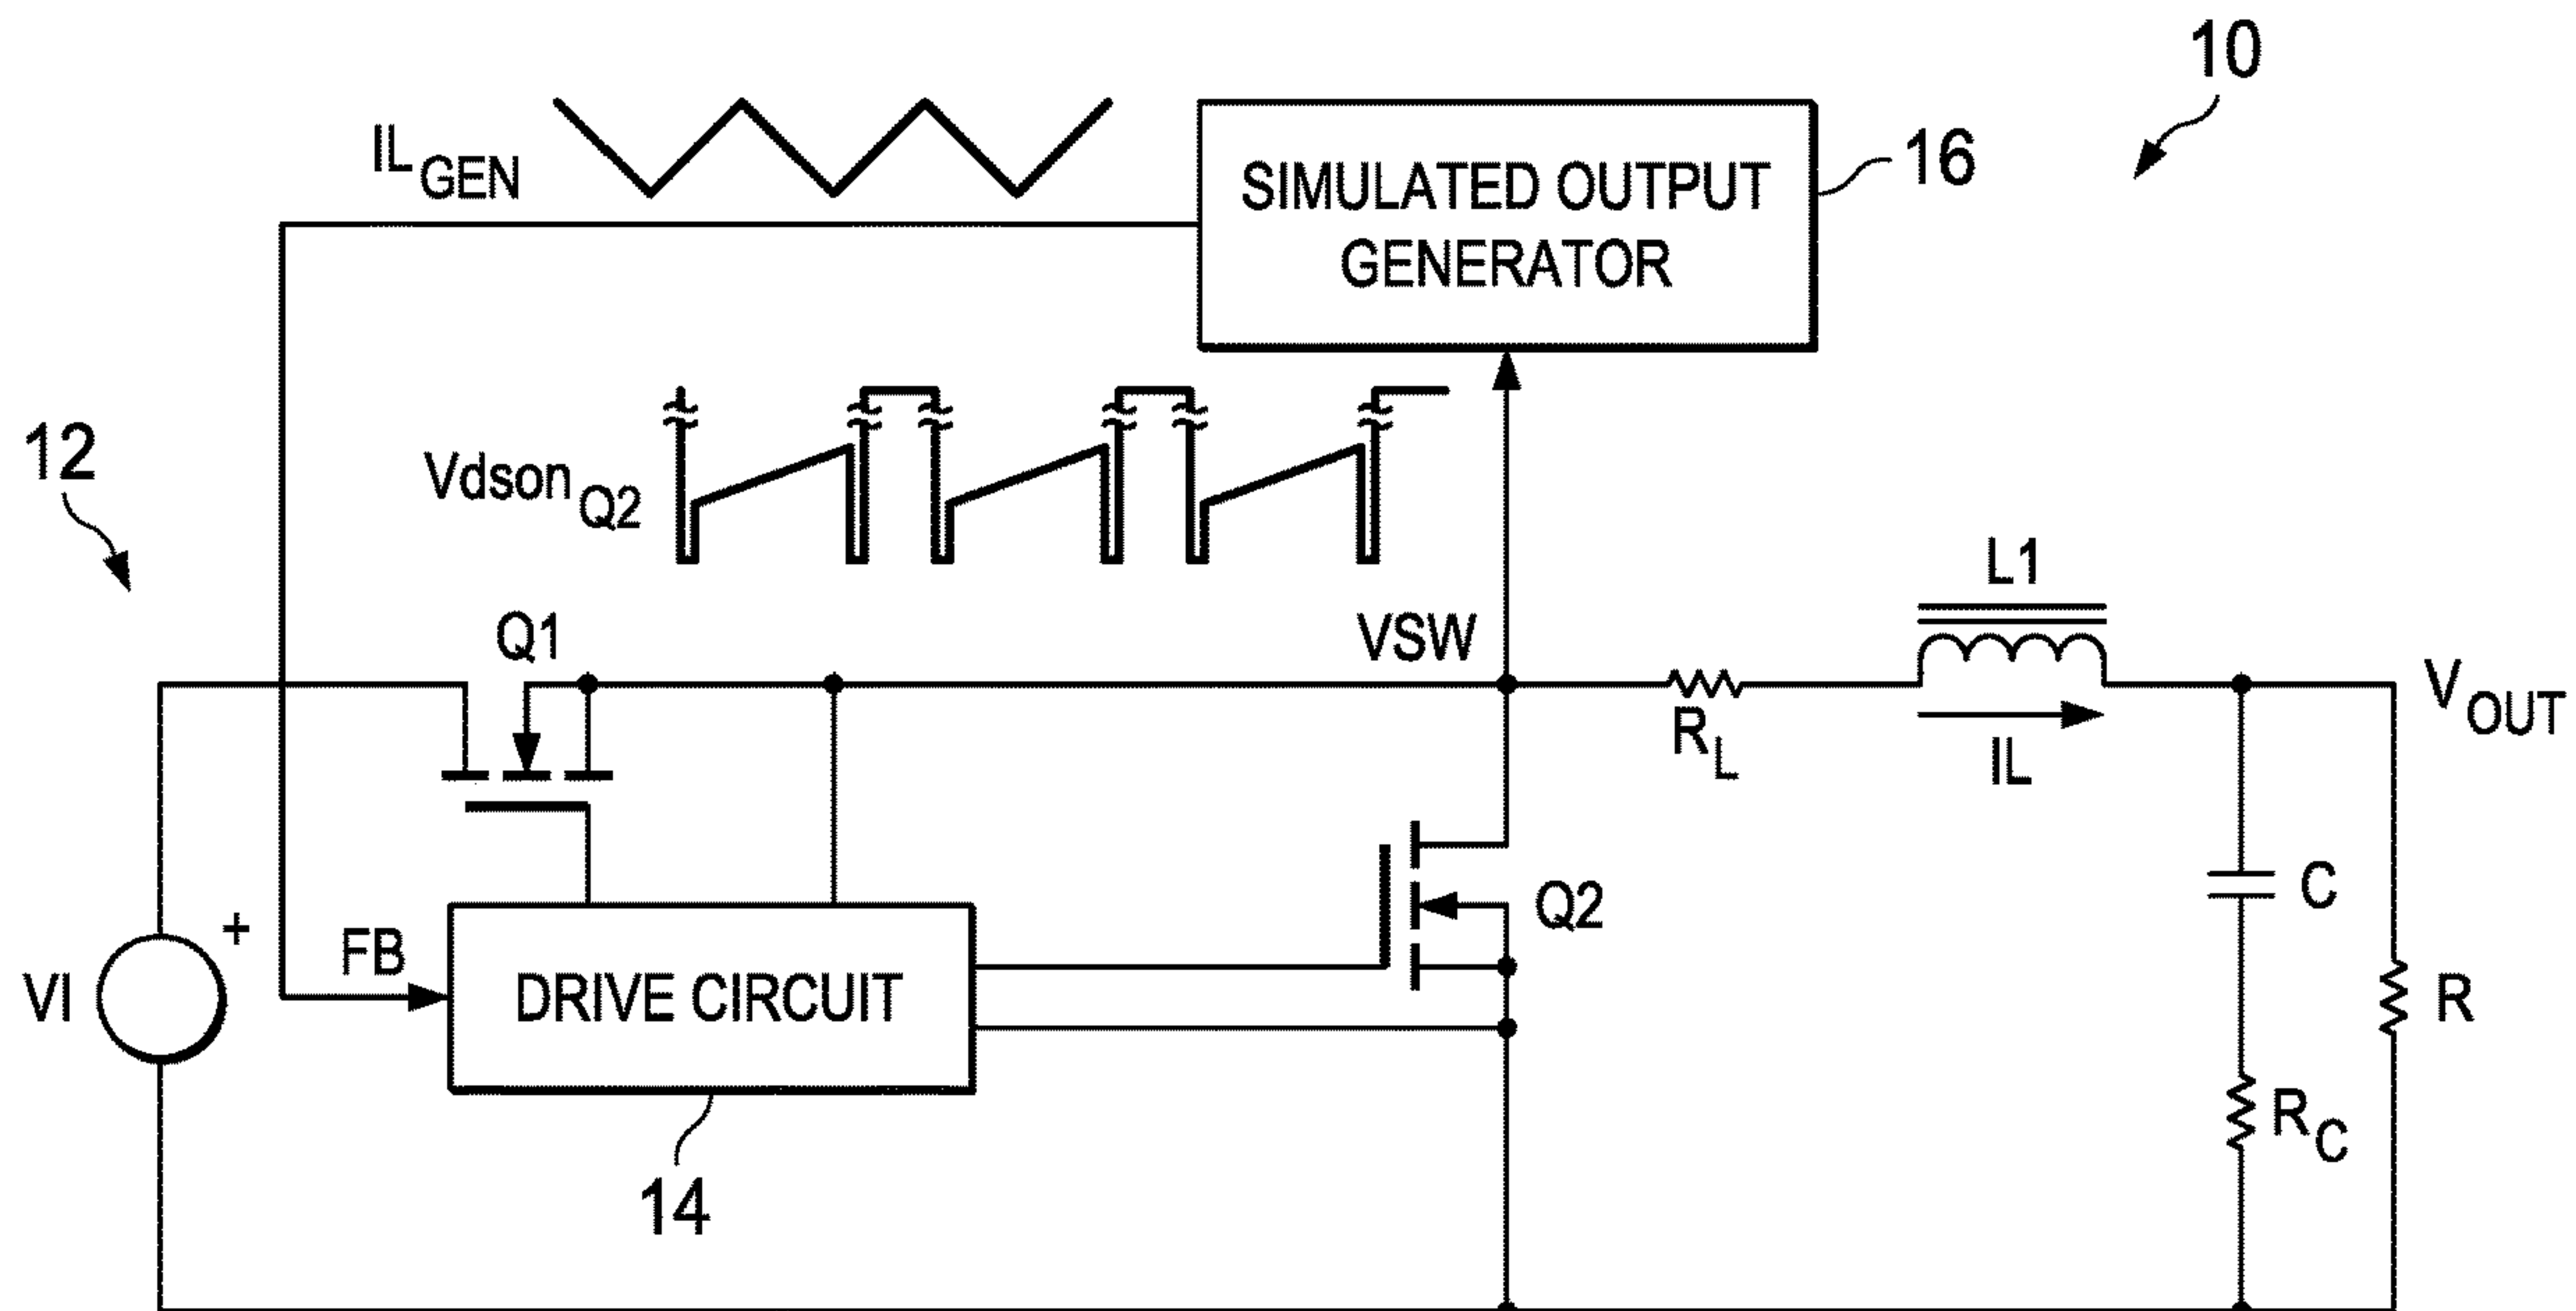 10
IL GEN
SIMULATED OUTPUT
GENERATOR
16
12
Vdson Q2
L1
Q1
VSW
V OUT
R L
IL
Q2
C
+
FB
VI
DRIVE CIRCUIT
R
R C
14